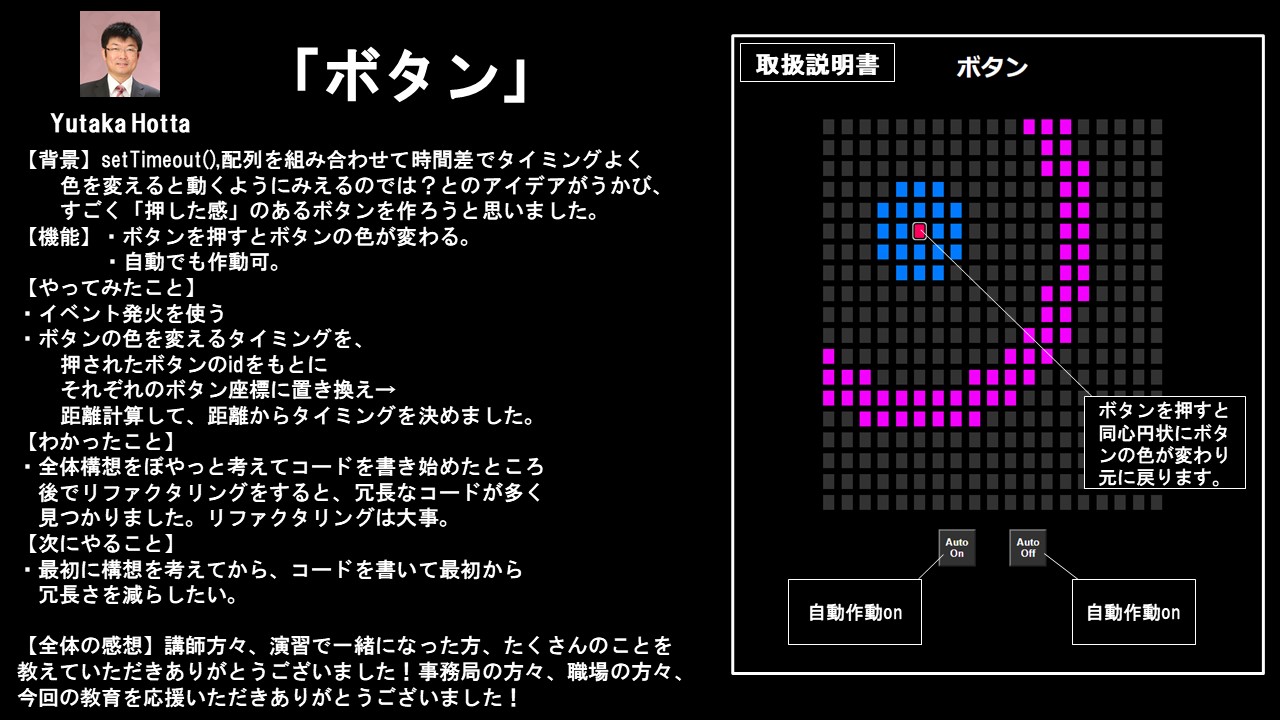 「ボタン」
Yutaka Hotta
【背景】setTimeout(),配列を組み合わせて時間差でタイミングよく
色を変えると動くようにみえるのでは？とのアイデアがうかび、
すごく「押した感」のあるボタンを作ろうと思いました。
【機能】・ボタンを押すとボタンの色が変わる。
・自動でも作動可。
【やってみたこと】
・イベント発火を使う
・ボタンの色を変えるタイミングを、
押されたボタンのidをもとに
それぞれのボタン座標に置き換え→
距離計算して、距離からタイミングを決めました。
【わかったこと】
・全体構想をぼやっと考えてコードを書き始めたところ
後でリファクタリングをすると、冗長なコードが多く
見つかりました。リファクタリングは大事。
【次にやること】
・最初に構想を考えてから、コードを書いて最初から
冗長さを減らしたい。
【全体の感想】講師方々、演習で一緒になった方、たくさんのことを
教えていただきありがとうございました！事務局の方々、職場の方々、
今回の教育を応援いただきありがとうございました！
取扱説明書
ボタン
ボタンを押すと
同心円状にボタ
ンの色が変わり
元に戻ります。
Auto
On
Auto
Off
自動作動on
自動作動on